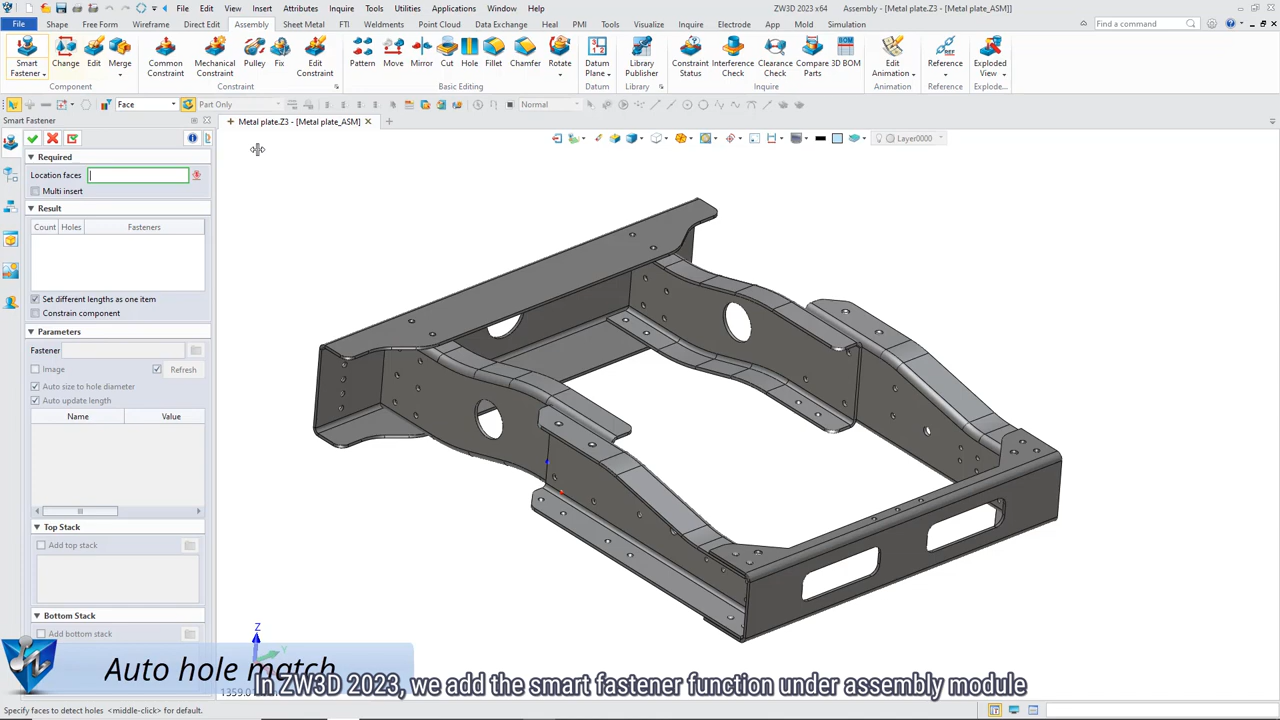 File Edit View Insert Attributes Inquire Tools Utilities Applications Window Help
ZW3D 2023 x64
Assembly - [Metal plate.Z3 - [Metal plate_ASM]]
File Shape Free Form Wireframe Direct Edit Assembly Sheet Metal FTI Weldments Point Cloud Data Exchange Heal PMI Tools Visualize Inquire Electrode App Mold Simulation
Find a command
Smart Fastener Change Edit Merge Common Constraint Mechanical Constraint Pulley Fix Edit Constraint Pattern Move Mirror Cut Hole Fillet Chamfer Rotate Datum Plane Library Publisher Constraint Status Interference Check Clearance Check Compare Parts 3D BOM Edit Animation Reference Exploded View
Component Constraint Basic Editing Datum Library Inquire Animation Reference Explode...
Face Part Only Normal
Smart Fastener
Metal plate.Z3 - [Metal plate_ASM]
Layer0000
Required
Location faces
Multi insert
Result
Count Holes Fasteners
Set different lengths as one item
Constrain component
Parameters
Fastener
Image Refresh
Auto size to hole diameter
Auto update length
Name Value
Top Stack
Add top stack
Bottom Stack
Add bottom stack
Z
Y
Auto hole match
In ZW3D 2023, we add the smart fastener function under assembly module
Specify faces to detect holes <middle-click> for default.